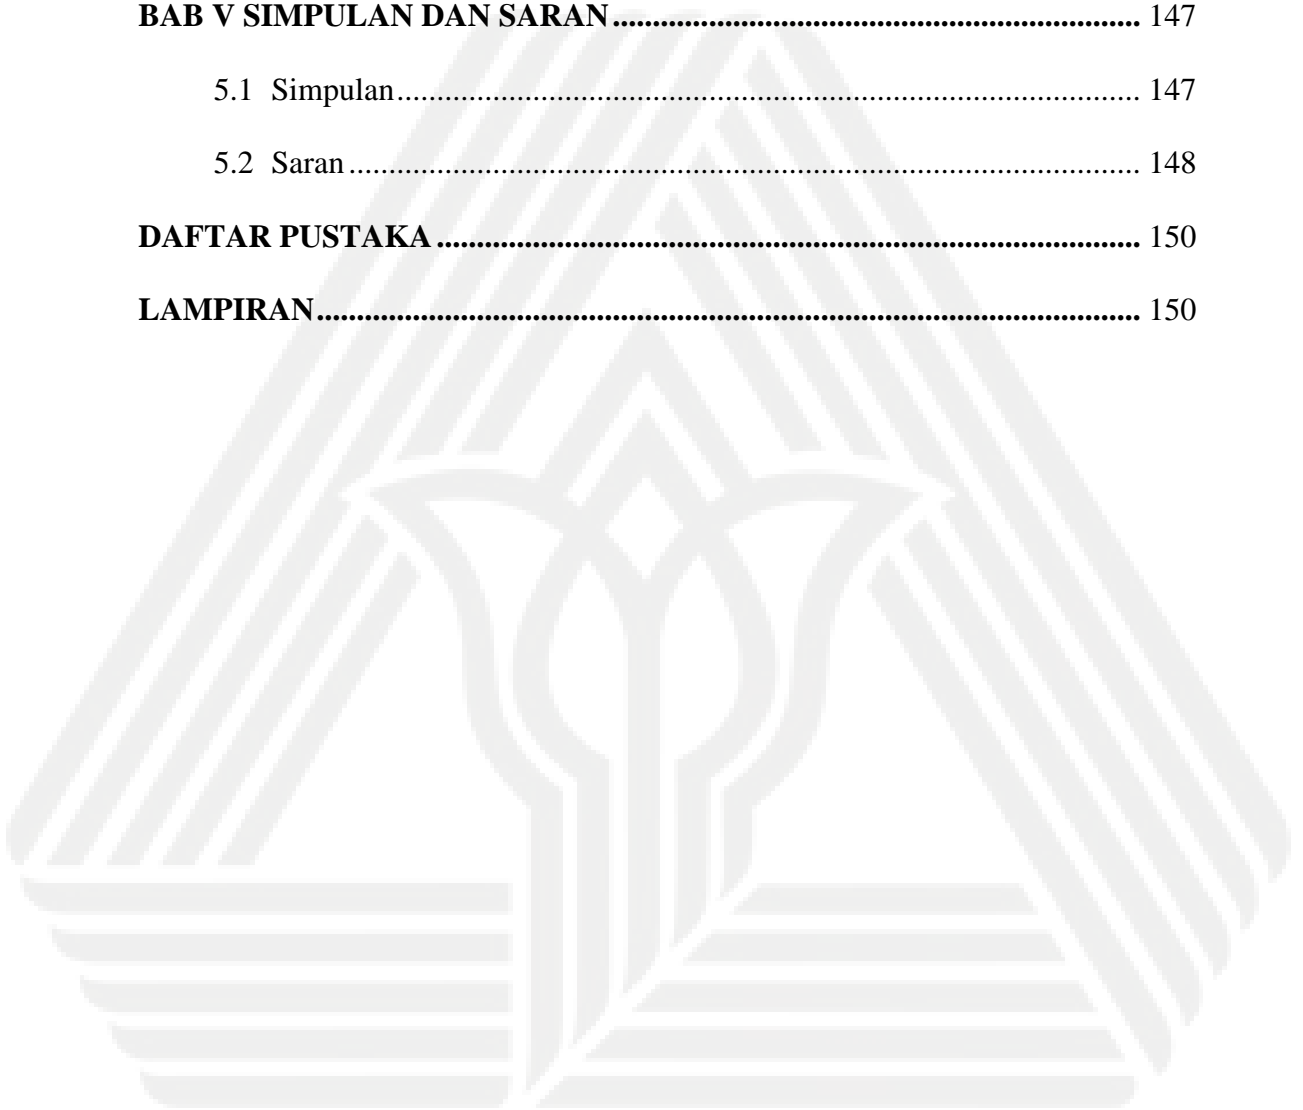 BAB V SIMPULAN DAN SARAN.................................................................. 147
5.1 Simpulan............................................................................................. 147
5.2 Saran................................................................................................... 148
DAFTAR PUSTAKA........................................................................................ 150
LAMPIRAN....................................................................................................... 150